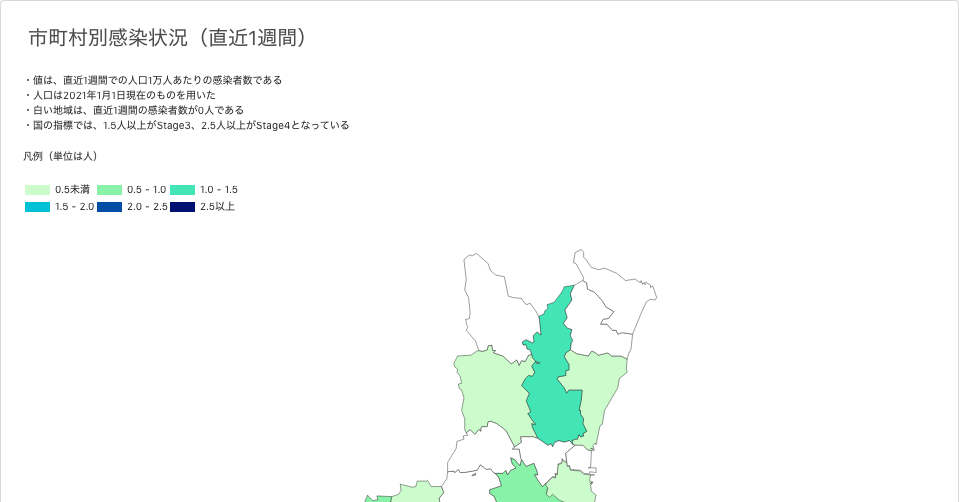 市町村別感染状況（直近1週間）
・値は、直近1週間での人口1万人あたりの感染者数である
・人口は2021年1月1日現在のものを用いた
・白い地域は、直近1週間の感染者数が0人である
・国の指標では、1.5人以上がStage3、2.5人以上がStage4となっている
凡例（単位は人）
0.5未満 0.5 - 1.0 1.0 - 1.5
1.5 - 2.0 2.0 - 2.5 2.5以上